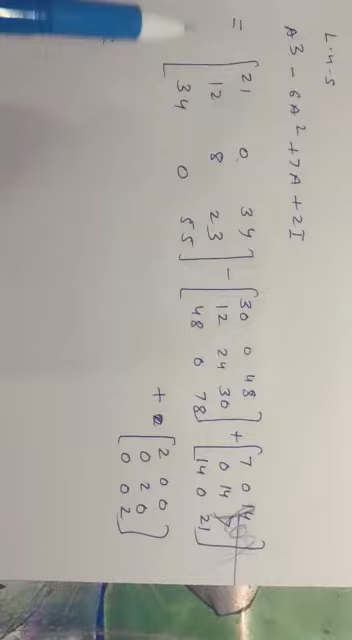 L.H.S
A³ - 6A² + 7A + 2I
= [21 0 34] - [30 0 48] + [7 0 14]
[12 8 23] [12 24 30] [0 14]
[34 0 55] [48 0 78] [14 0 21]
+ [2 0 0]
[0 2 0]
[0 0 2]